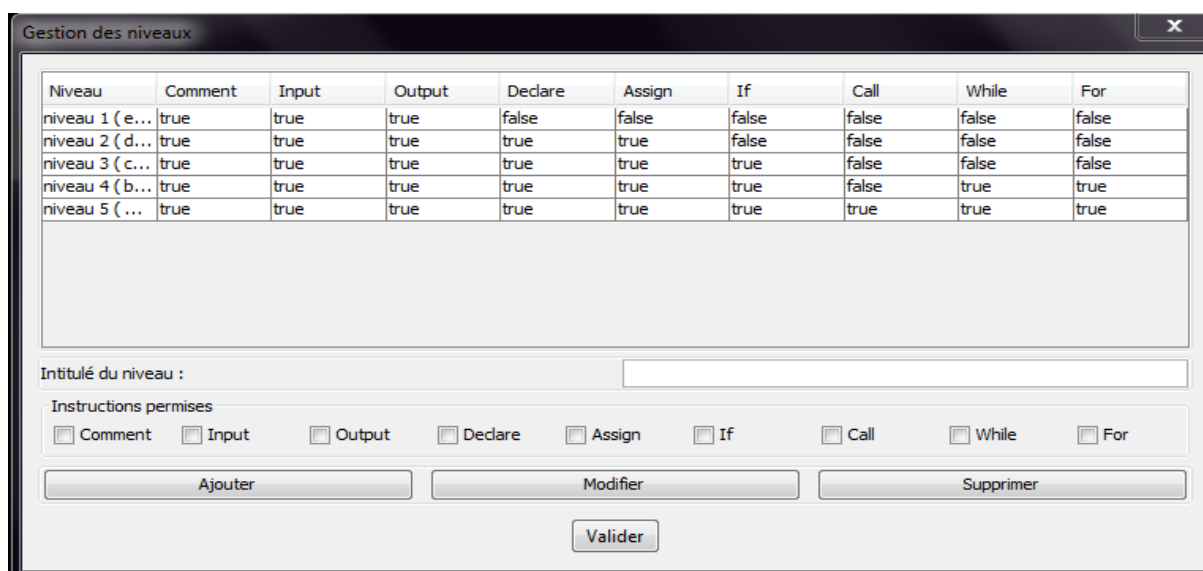 Gestion des niveaux
x
Niveau Comment Input Output Declare Assign If Call While For
niveau 1 ( e... true true true false false false false false false
niveau 2 ( d... true true true true true false false false false
niveau 3 ( c... true true true true true true false false false
niveau 4 ( b... true true true true true true false true true
niveau 5 ( ... true true true true true true true true true
Intitulé du niveau :
Instructions permises
Comment Input Output Declare Assign If Call While For
Ajouter Modifier Supprimer
Valider